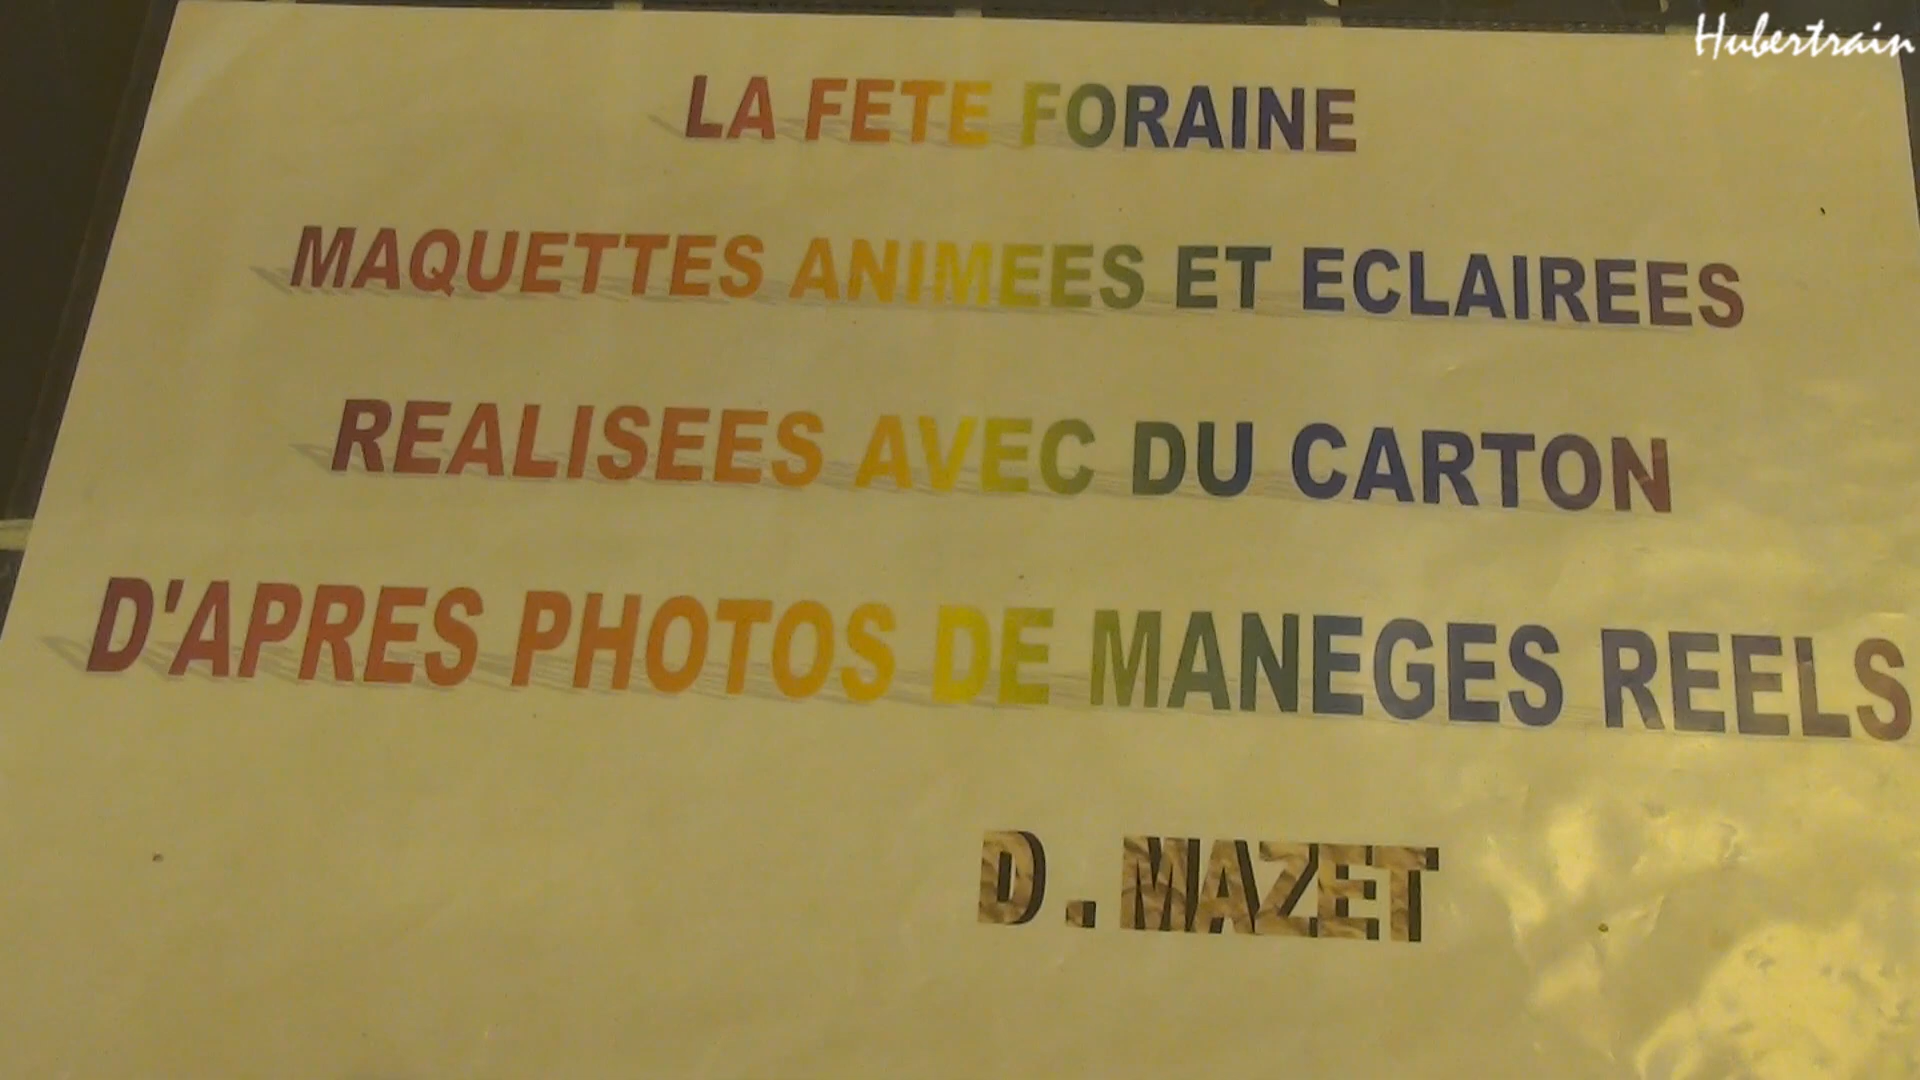 Hubertrain
LA FETE FORAINE
MAQUETTES ANIMEES ET ECLAIREES
REALISEES AVEC DU CARTON
D'APRES PHOTOS DE MANEGES REELS
D.MAZET